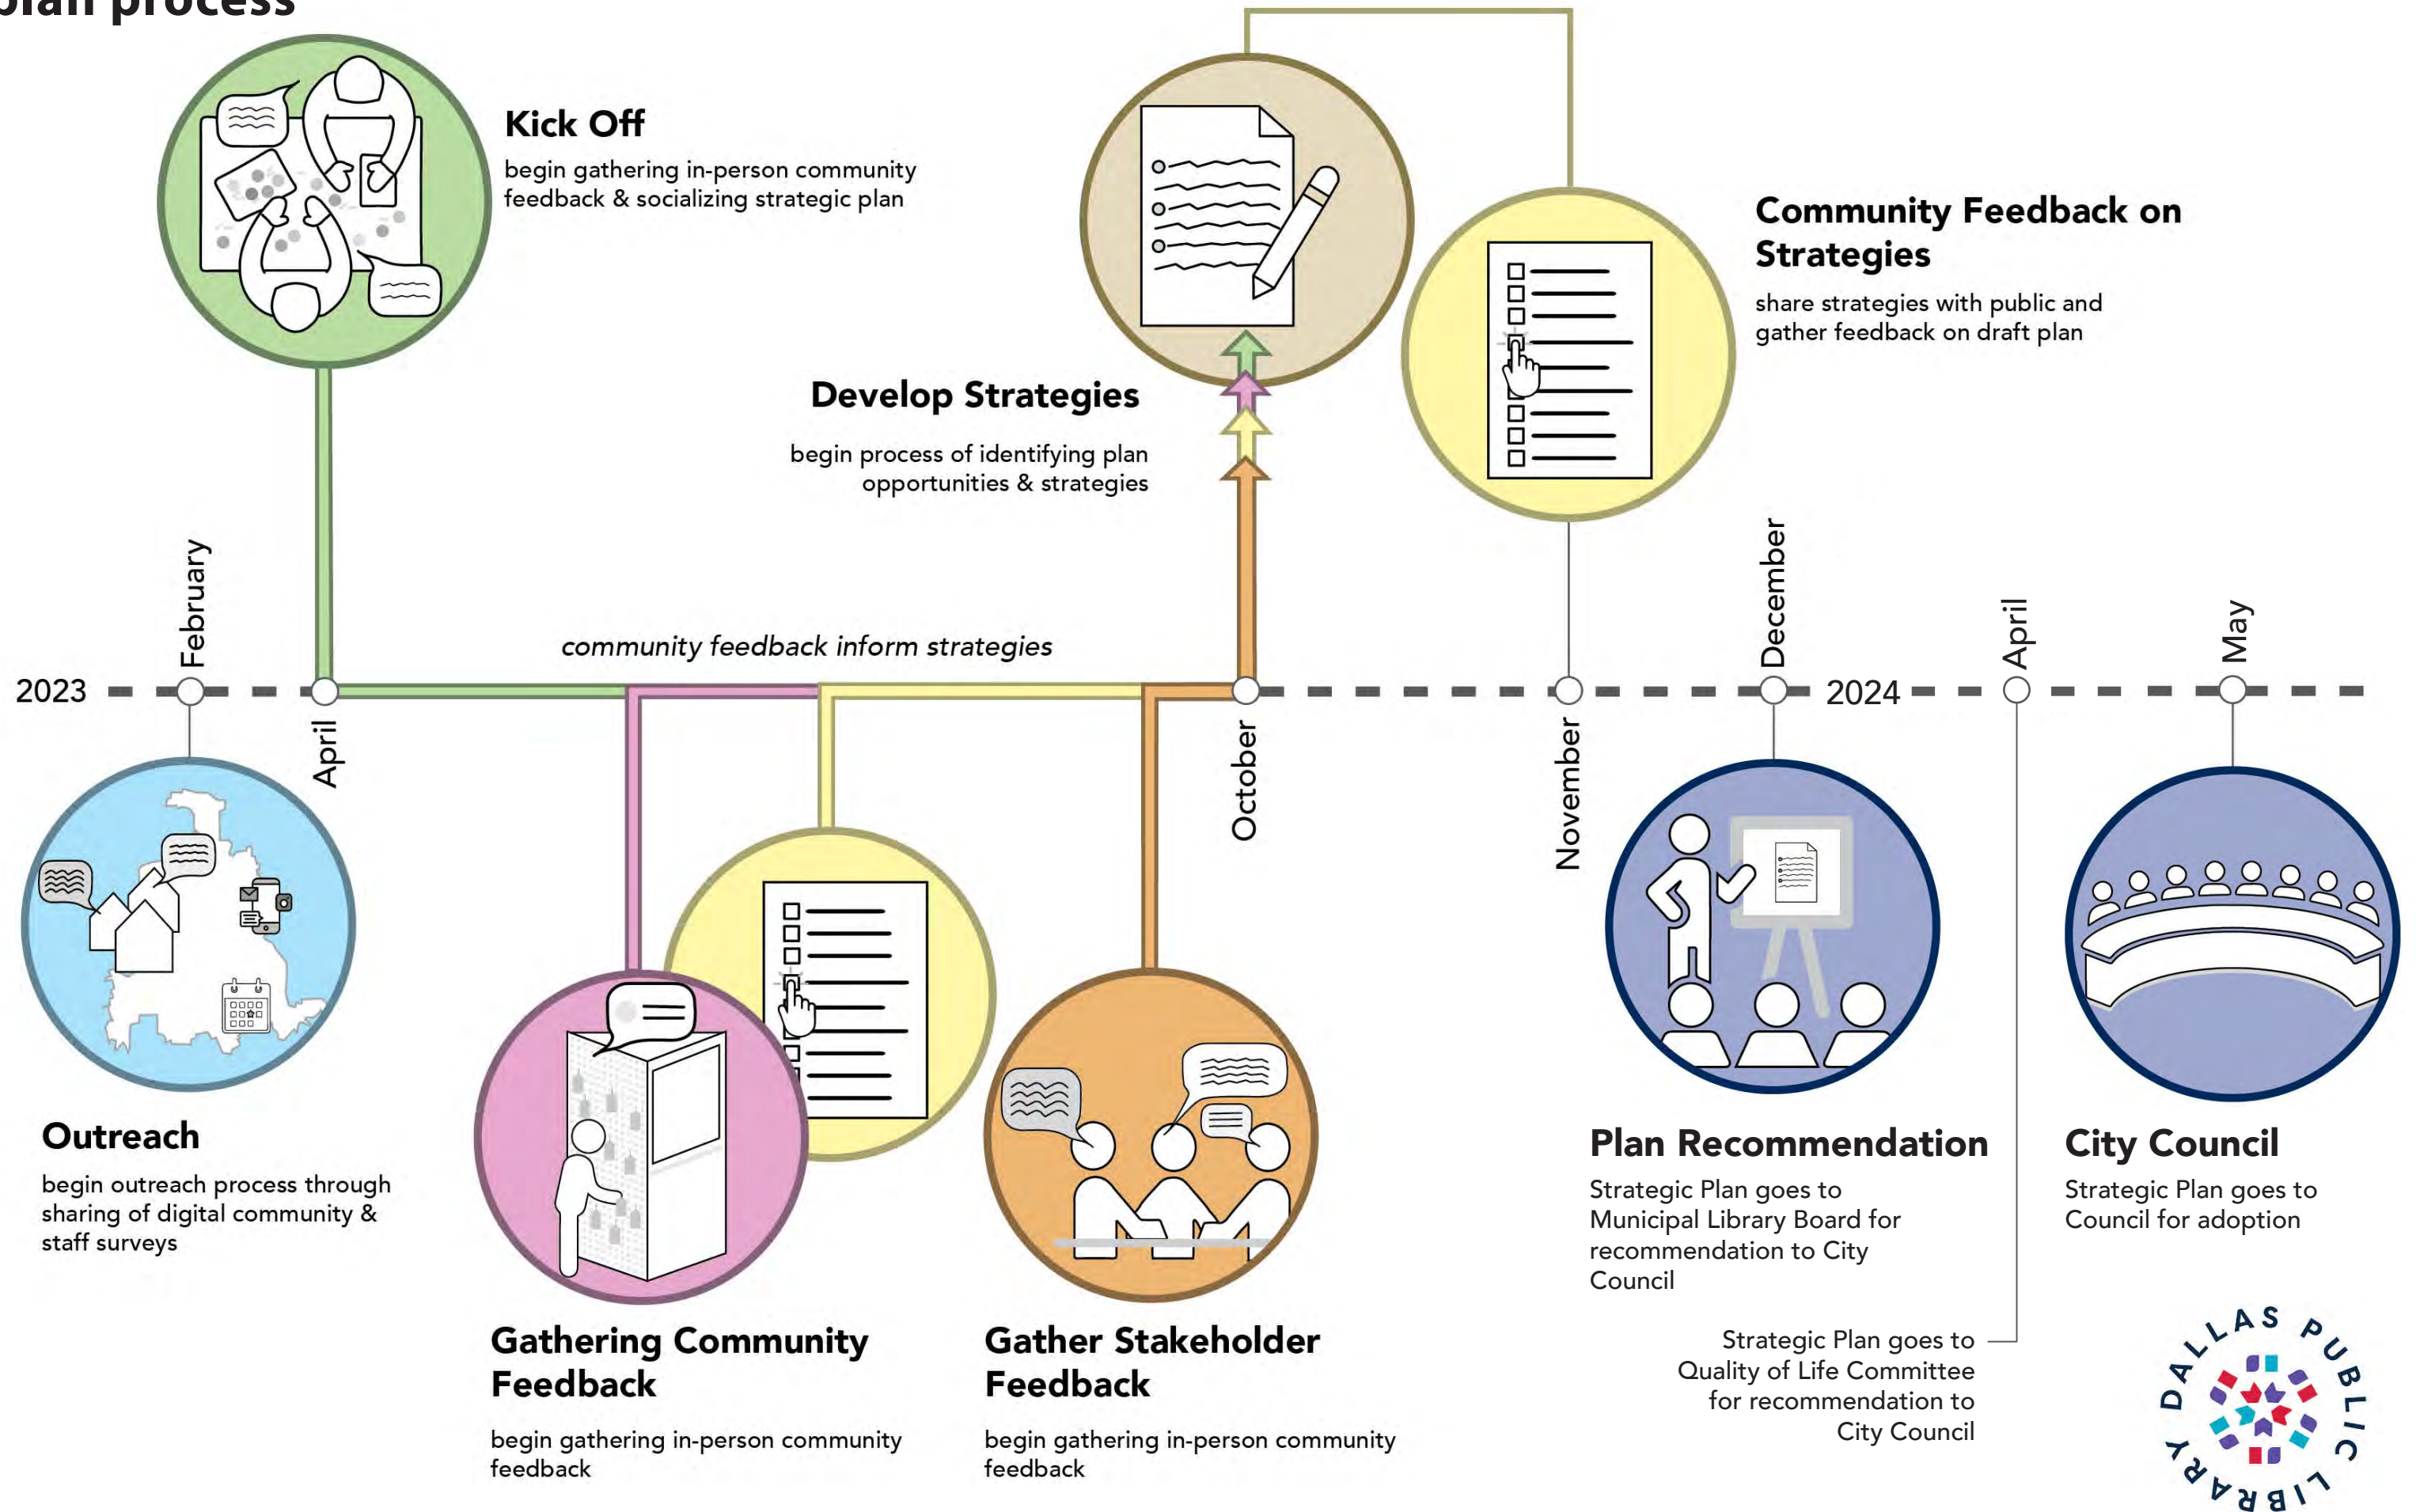 plan process
Kick Off
begin gathering in-person community
feedback & socializing strategic plan
Develop Strategies
begin process of identifying plan
opportunities & strategies
Community Feedback on
Strategies
share strategies with public and
gather feedback on draft plan
community feedback inform strategies
2023
February
April
October
November
December
2024
April
May
Outreach
begin outreach process through
sharing of digital community &
staff surveys
Gathering Community
Feedback
begin gathering in-person community
feedback
Gather Stakeholder
Feedback
begin gathering in-person community
feedback
Plan Recommendation
Strategic Plan goes to
Municipal Library Board for
recommendation to City
Council
Strategic Plan goes to
Quality of Life Committee
for recommendation to
City Council
City Council
Strategic Plan goes to
Council for adoption
DALLAS PUBLIC LIBRARY